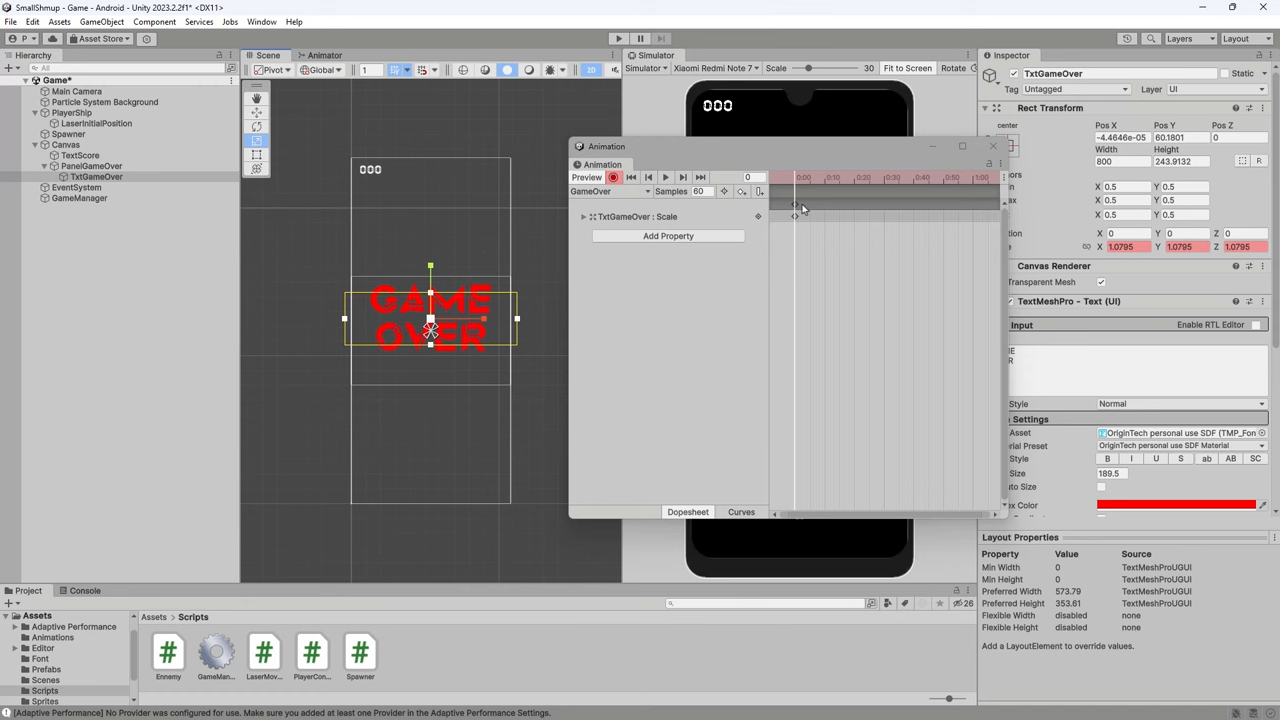 SmallShmup - Game - Android - Unity 2023.2.2f1* <DX11>
File Edit Assets GameObject Component Services Jobs Window Help
P Asset Store Layers Layout
Hierarchy Scene Animator Simulator Inspector
All Pivot Global 1 2D Simulator Xiaomi Redmi Note 7 Scale 30 Fit to Screen Rotate TxtGameOver Static
Game*
Tag Untagged Layer UI
Main Camera
Particle System Background
PlayerShip
LaserInitialPosition
Spawner
Canvas
TextScore
PanelGameOver
TxtGameOver
EventSystem
GameManager
000
GAME
OVER
000
Animation
Animation
Preview 0 0:00 0:10 0:20 0:30 0:40 0:50 1:00
GameOver Samples 60
TxtGameOver : Scale
Add Property
Dopesheet Curves
Rect Transform
center Pos X Pos Y Pos Z
-4.4646e-05 60.1801 0
Width Height
800 243.9132 R
X 0.5 Y 0.5
X 0.5 Y 0.5
X 0.5 Y 0.5
X 0 Y 0 Z 0
X 1.0795 Y 1.0795 Z 1.0795
Canvas Renderer
Transparent Mesh
TextMeshPro - Text (UI)
Input Enable RTL Editor
Style Normal
Settings
Asset OriginTech personal use SDF (TMP_Fon
OriginTech personal use SDF Material
Style B I U S ab AB SC
Size 189.5
Color
Layout Properties
Property Value Source
Min Width 0 TextMeshProUGUI
Min Height 0 TextMeshProUGUI
Preferred Width 573.79 TextMeshProUGUI
Preferred Height 353.61 TextMeshProUGUI
Flexible Width disabled none
Flexible Height disabled none
Add a LayoutElement to override values.
Project Console
26
Assets
Adaptive Performance
Animations
Editor
Font
Prefabs
Scenes
Scripts
Sprites
Assets Scripts
Ennemy GameMan... LaserMov... PlayerCon... Spawner
[Adaptive Performance] No Provider was configured for use. Make sure you added at least one Provider in the Adaptive Performance Settings.